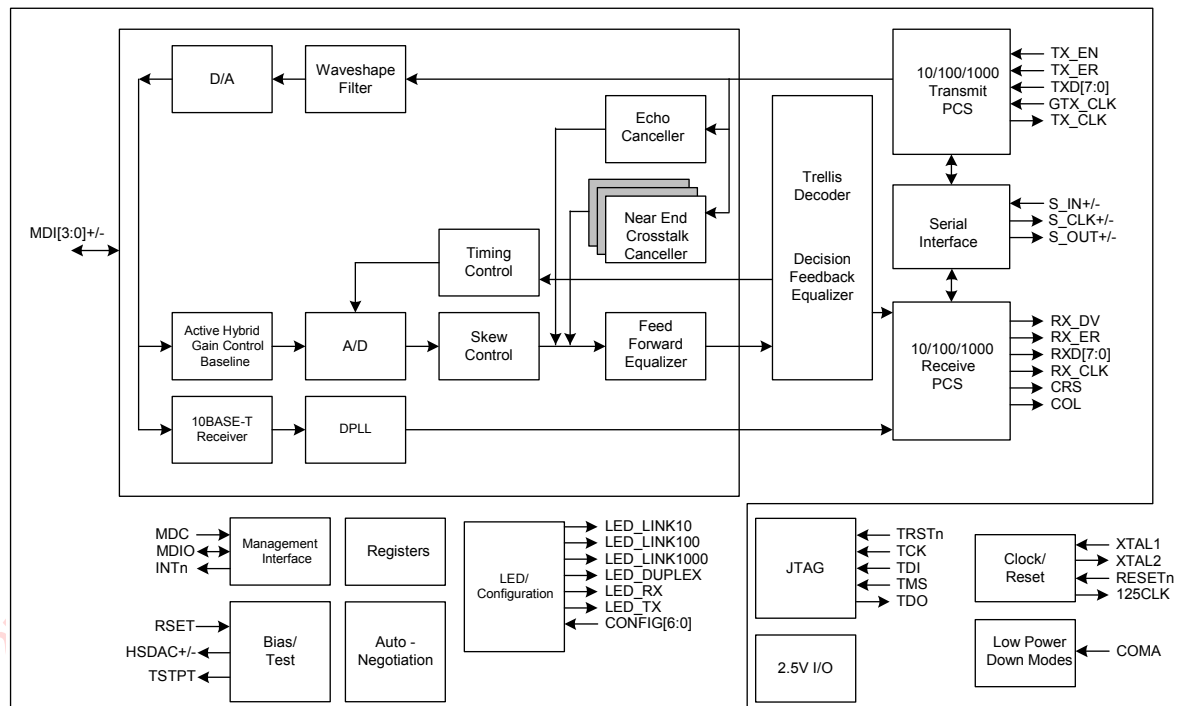 D/A
Waveshape
Filter
10/100/1000
Transmit
PCS
TX_EN
TX_ER
TXD[7:0]
GTX_CLK
TX_CLK
Echo
Canceller
Near End
Crosstalk
Canceller
Trellis
Decoder
Decision
Feedback
Equalizer
Serial
Interface
S_IN+/-
S_CLK+/-
S_OUT+/-
MDI[3:0]+/-
Timing
Control
Active Hybrid
Gain Control
Baseline
A/D
Skew
Control
Feed
Forward
Equalizer
10/100/1000
Receive
PCS
RX_DV
RX_ER
RXD[7:0]
RX_CLK
CRS
COL
10BASE-T
Receiver
DPLL
MDC
MDIO
INTn
Management
Interface
Registers
LED/
Configuration
LED_LINK10
LED_LINK100
LED_LINK1000
LED_DUPLEX
LED_RX
LED_TX
CONFIG[6:0]
JTAG
TRSTn
TCK
TDI
TMS
TDO
Clock/
Reset
XTAL1
XTAL2
RESETn
125CLK
RSET
HSDAC+/-
TSTPT
Bias/
Test
Auto -
Negotiation
2.5V I/O
Low Power
Down Modes
COMA